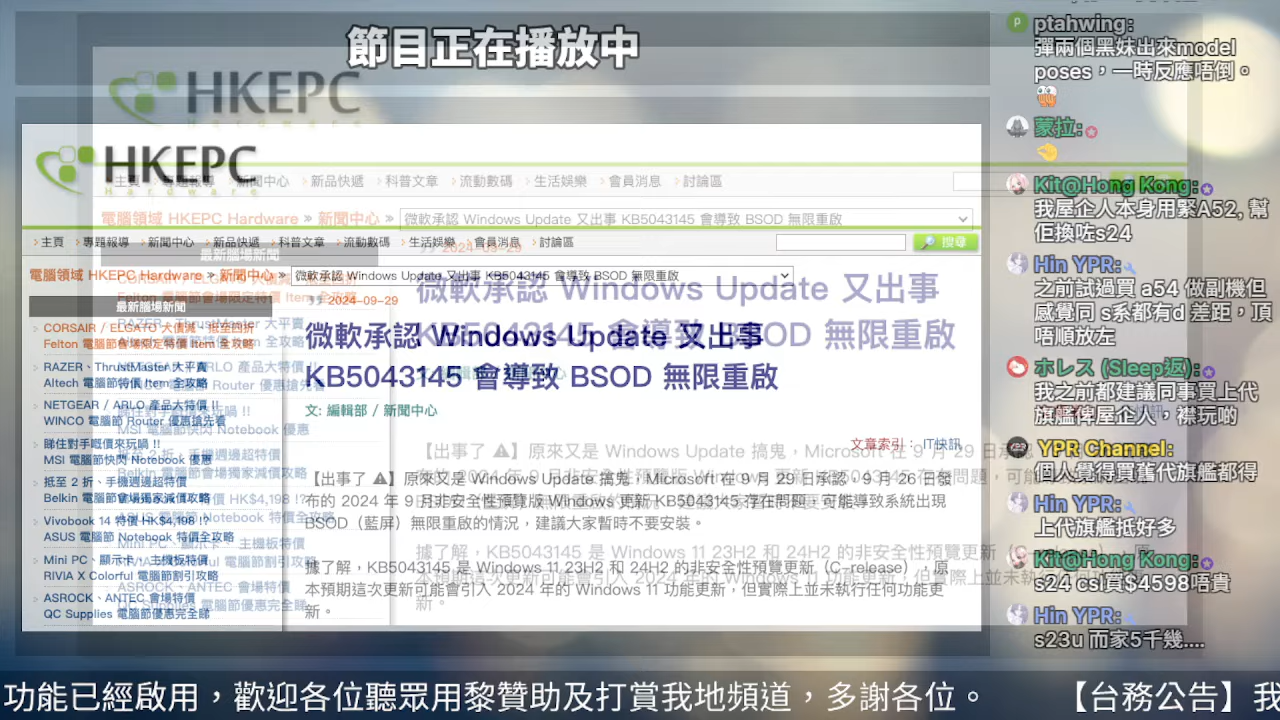 節目正在播放中
HKEPC
Hardware
主頁 專題報導 新聞中心 新品快遞 科普文章 流動數碼 生活娛樂 會員消息 討論區
搜尋
電腦領域 HKEPC Hardware » 新聞中心 » 微軟承認 Windows Update 又出事 KB5043145 會導致 BSOD 無限重啟
最新腦場新聞
CORSAIR / ELGATO 大優減，抵至四折
Felton 電腦節會場限定特價 Item 全攻略
RAZER、ThrustMaster 大平賣
Altech 電腦節特價 Item 全攻略
NETGEAR / ARLO 產品大特價 !!
WINCO 電腦節 Router 優惠搶先看
睇住對手嘅價來玩鍋 !!
MSI 電腦節快閃 Notebook 優惠
抵至 2 折、手機週邊超特價
Belkin 電腦會場獨家減價攻略
Vivobook 14 特價 HK$4,198 !?
ASUS 電腦節 Notebook 特價全攻略
Mini PC、顯示卡、主機板特價
RIVIA X Colorful 電腦節割引攻略
ASROCK、ANTEC 會場特價
QC Supplies 電腦節優惠完全睇
2024-09-29
微軟承認 Windows Update 又出事
KB5043145 會導致 BSOD 無限重啟
文: 編輯部 / 新聞中心
文章索引： IT快訊
【出事了 ⚠】原來又是 Windows Update 搞鬼，Microsoft 在 9 月 29 日承認，9 月 26 日發
布的 2024 年 9 月非安全性預覽版 Windows 更新 KB5043145 存在問題，可能導致系統出現
BSOD（藍屏）無限重啟的情況，建議大家暫時不要安裝。
據了解，KB5043145 是 Windows 11 23H2 和 24H2 的非安全性預覽更新（C-release），原
本預期這次更新可能會引入 2024 年的 Windows 11 功能更新，但實際上並未執行任何功能更
新。
ptahwing:
彈兩個黑妹出來model
poses，一時反應唔倒。
蒙拉:
Kit@Hong Kong:
我屋企人本身用緊A52, 幫
佢換咗s24
Hin YPR:
之前試過買 a54 做副機但
感覺同 s系都有d 差距，頂
唔順放左
ホレス (Sleep返):
我之前都建議同事買上代
旗艦俾屋企人，襟玩啲
YPR Channel:
個人覺得買舊代旗艦都得
Hin YPR:
上代旗艦抵好多
Kit@Hong Kong:
s24 csl買$4598唔貴
Hin YPR:
s23u 而家5千幾....
功能已經啟用，歡迎各位聽眾用黎贊助及打賞我地頻道，多謝各位。 【台務公告】我